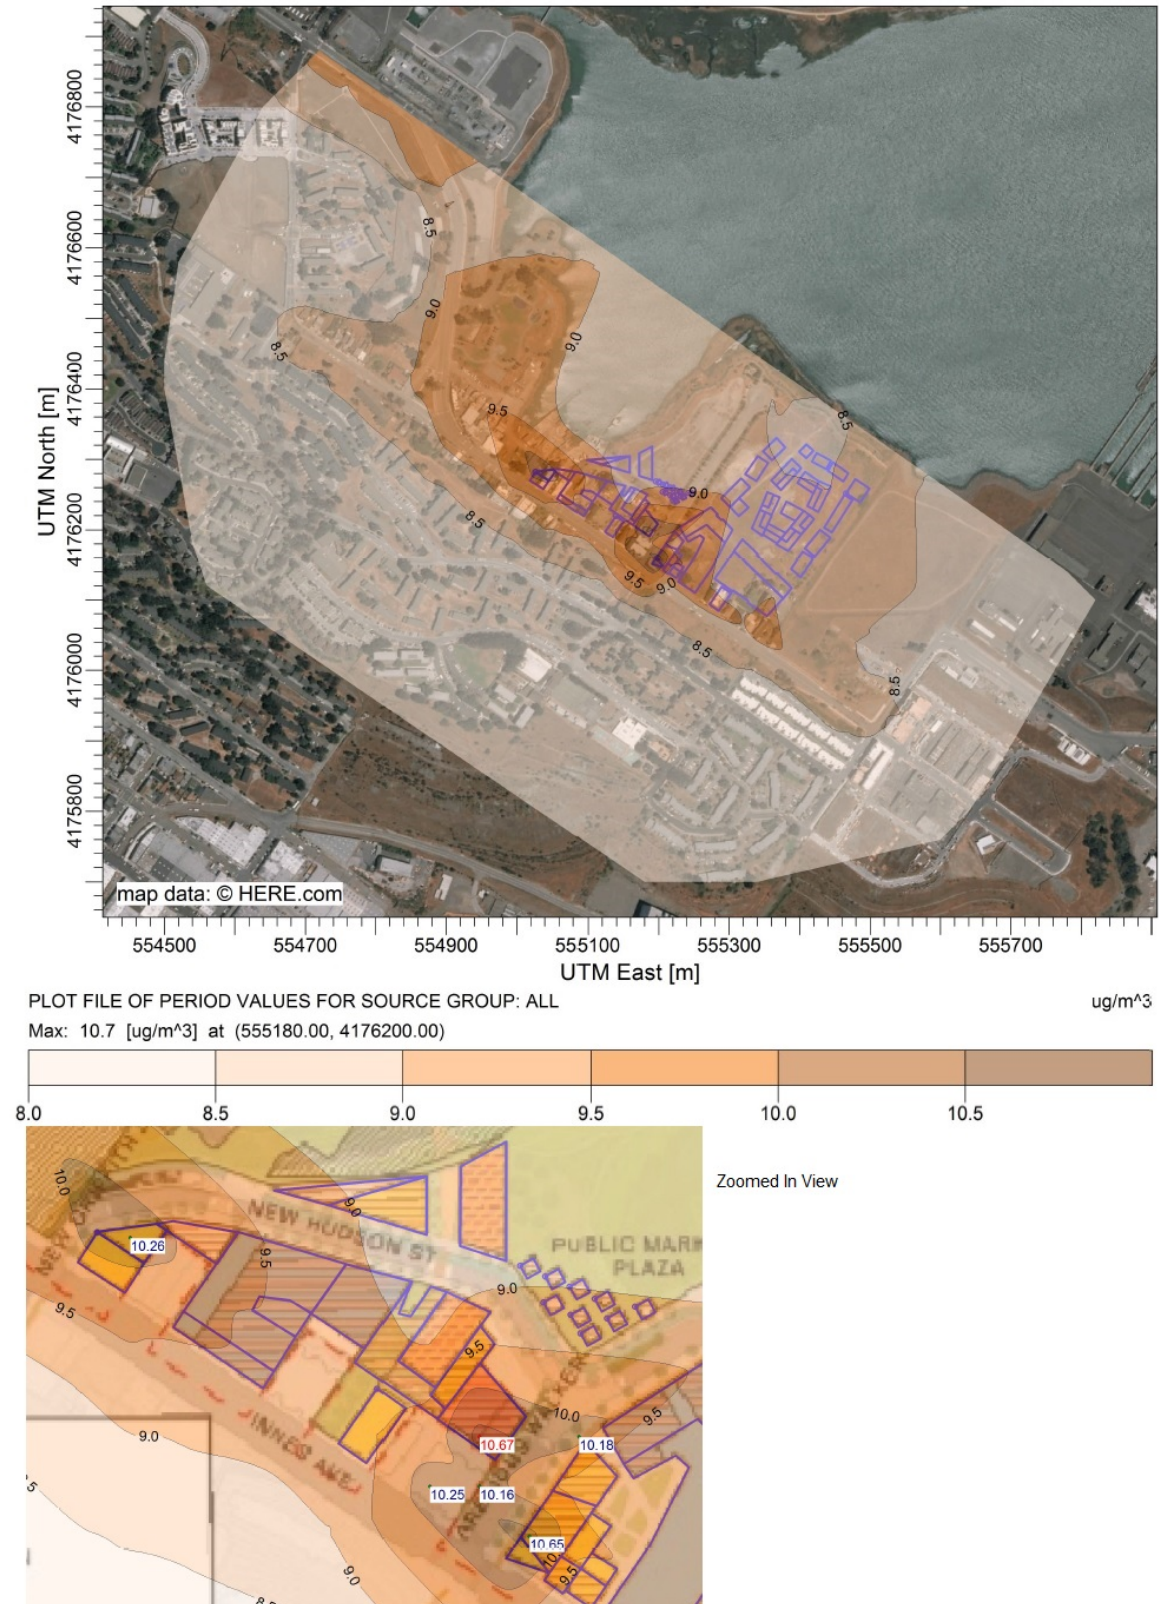 4176800
4176600
4176400
4176200
4176000
4175800
UTM North [m]
8.5
9.0
9.0
8.5
9.5
8.5
9.0
8.5
9.5
9.0
8.5
8.5
map data: © HERE.com
554500 554700 554900 555100 555300 555500 555700
UTM East [m]
PLOT FILE OF PERIOD VALUES FOR SOURCE GROUP: ALL ug/m^3
Max: 10.7 [ug/m^3] at (555180.00, 4176200.00)
8.0 8.5 9.0 9.5 10.0 10.5
Zoomed In View
10.0
9.0
NEW HUDSON ST
10.26
9.5
PUBLIC MARK
PLAZA
9.0
9.5
9.5
10.0
9.5
INNES AVE
9.0
10.67
10.18
10.25
10.16
10.65
9.5
9.0